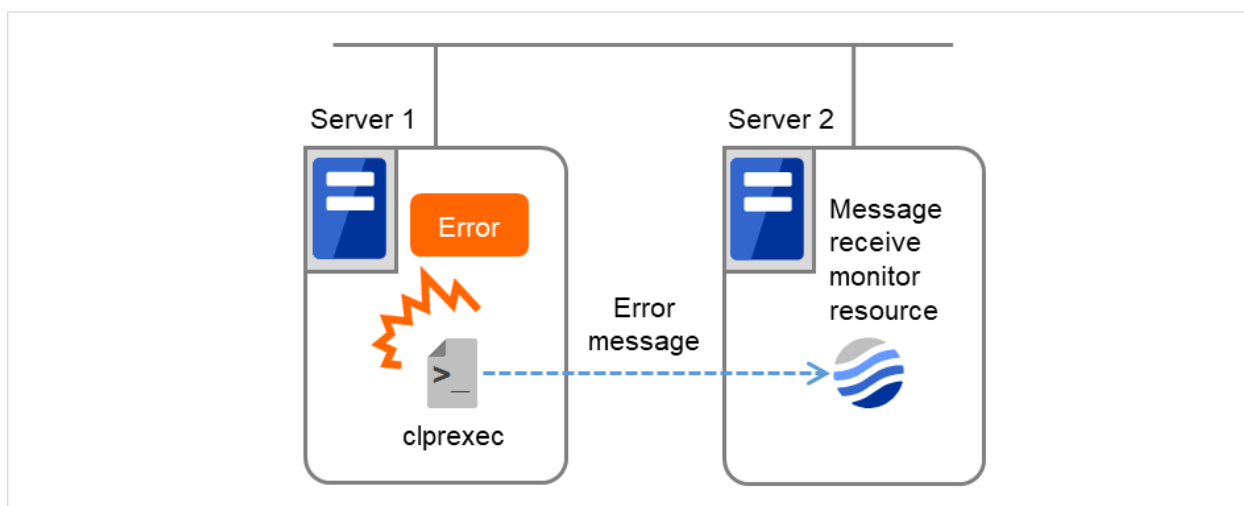 Server 1
Server 2
Error
Message
receive
monitor
resource
Error
message
>_
clprexec